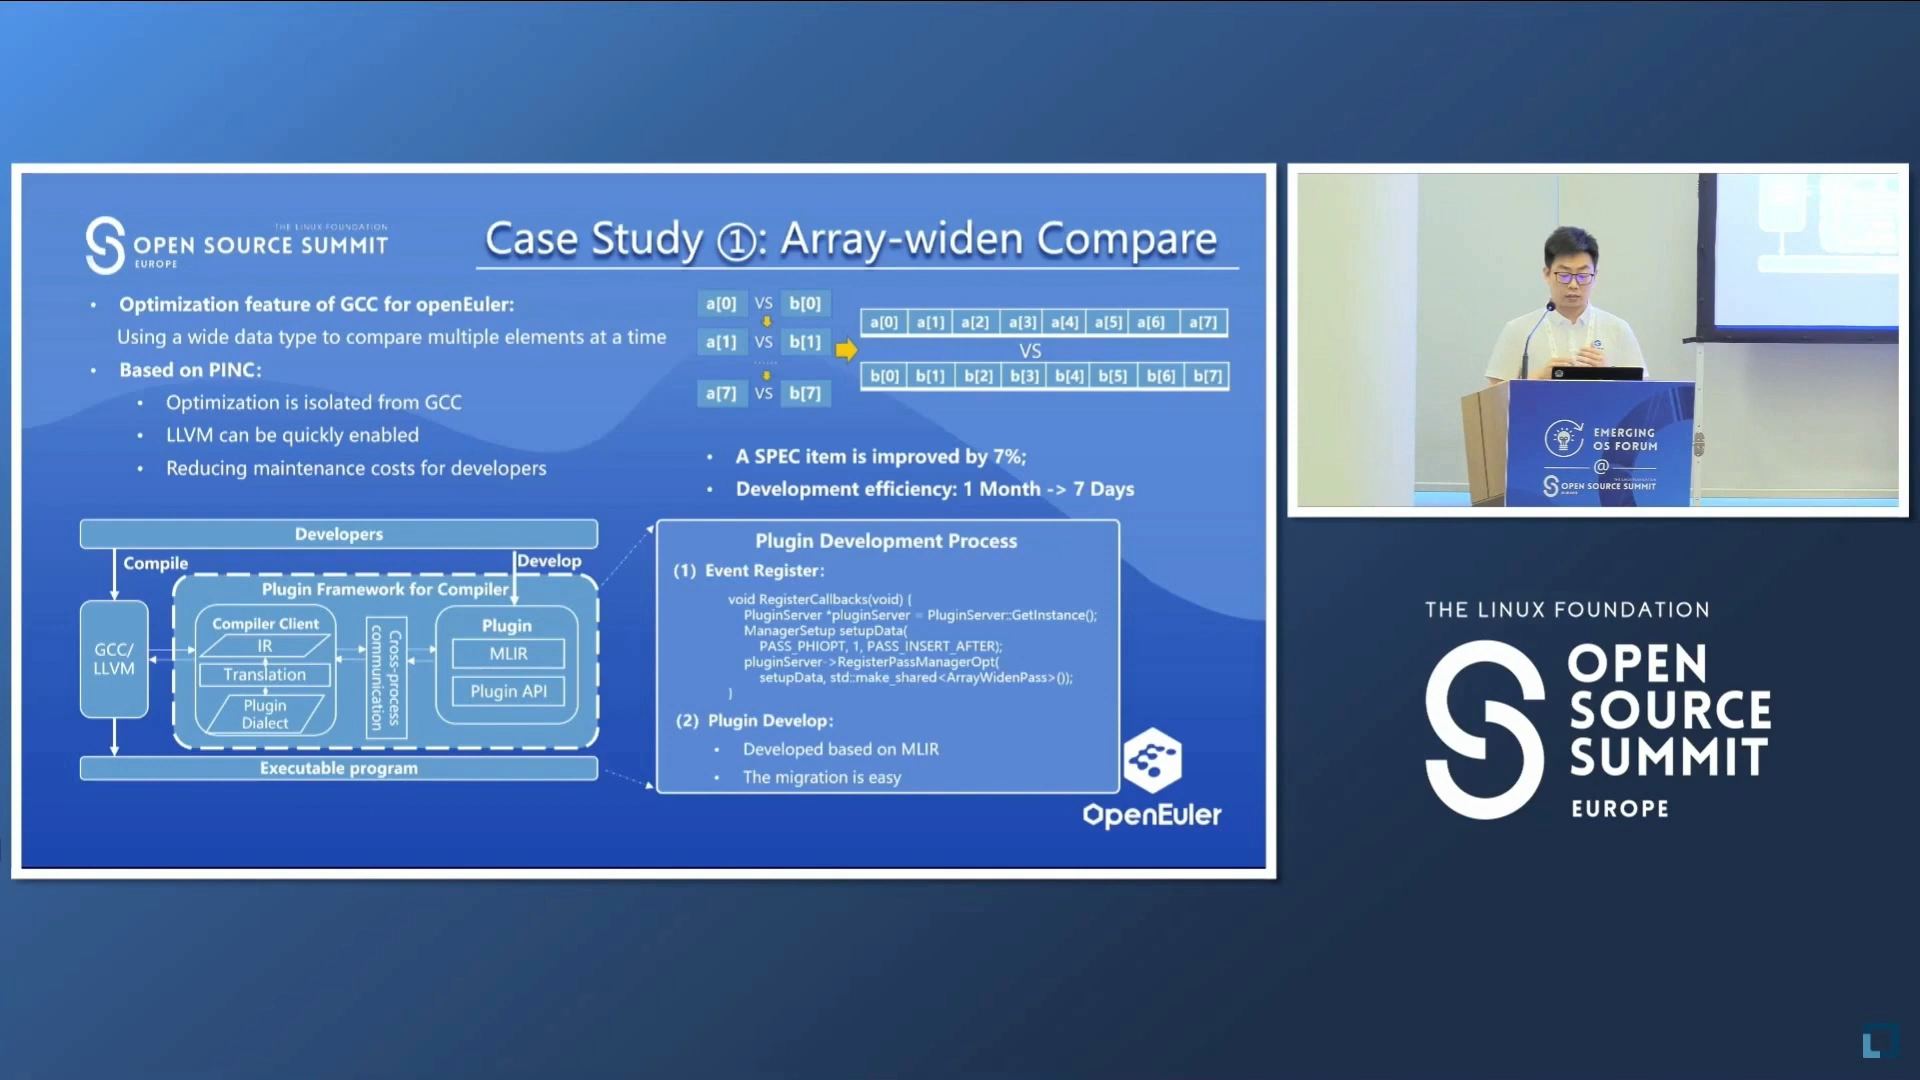 THE LINUX FOUNDATION
OPEN SOURCE SUMMIT
EUROPE
Case Study ①: Array-widen Compare
• Optimization feature of GCC for openEuler:
Using a wide data type to compare multiple elements at a time
• Based on PINC:
• Optimization is isolated from GCC
• LLVM can be quickly enabled
• Reducing maintenance costs for developers
a[0] VS b[0]
a[1] VS b[1]
......
a[7] VS b[7]
a[0] a[1] a[2] a[3] a[4] a[5] a[6] a[7]
VS
b[0] b[1] b[2] b[3] b[4] b[5] b[6] b[7]
• A SPEC item is improved by 7%;
• Development efficiency: 1 Month -> 7 Days
Developers
Compile
Develop
Plugin Framework for Compiler
GCC/
LLVM
Compiler Client
IR
Translation
Plugin
Dialect
Cross-process
communication
Plugin
MLIR
Plugin API
Executable program
Plugin Development Process
(1) Event Register:
void RegisterCallbacks(void) {
PluginServer *pluginServer = PluginServer::GetInstance();
ManagerSetup setupData(
PASS_PHIOPT, 1, PASS_INSERT_AFTER);
pluginServer->RegisterPassManagerOpt(
setupData, std::make_shared<ArrayWidenPass>());
}
(2) Plugin Develop:
• Developed based on MLIR
• The migration is easy
OpenEuler
EMERGING
OS FORUM
@
THE LINUX FOUNDATION
OPEN SOURCE SUMMIT
EUROPE
THE LINUX FOUNDATION
OPEN
SOURCE
SUMMIT
EUROPE